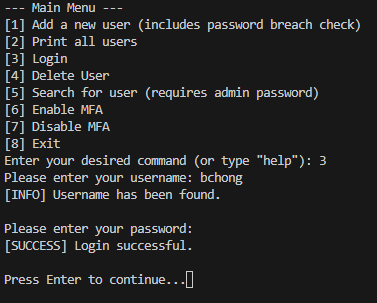 --- Main Menu ---
[1] Add a new user (includes password breach check)
[2] Print all users
[3] Login
[4] Delete User
[5] Search for user (requires admin password)
[6] Enable MFA
[7] Disable MFA
[8] Exit
Enter your desired command (or type "help"): 3
Please enter your username: bchong
[INFO] Username has been found.
Please enter your password:
[SUCCESS] Login successful.
Press Enter to continue...